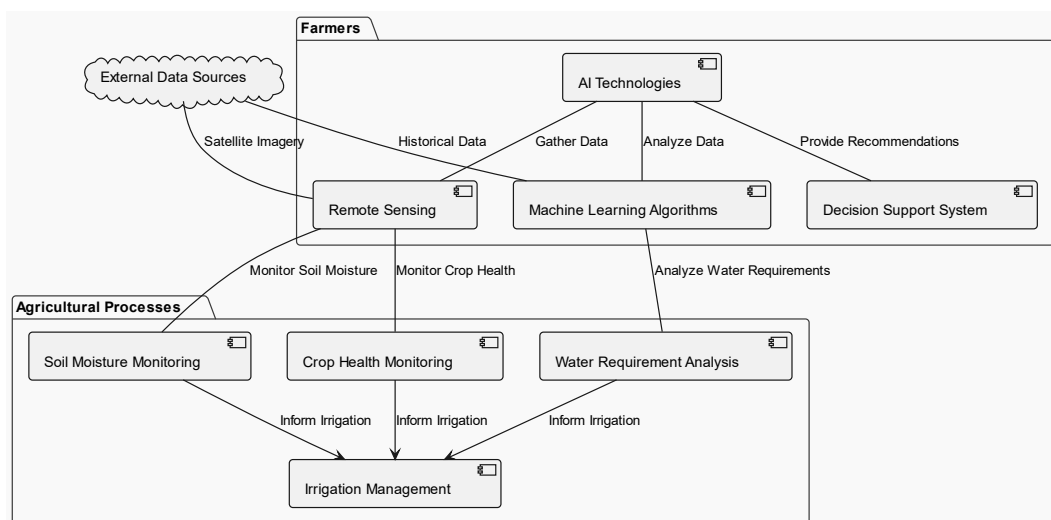 Farmers
External Data Sources
AI Technologies
Satellite Imagery
Historical Data
Gather Data
Analyze Data
Provide Recommendations
Remote Sensing
Machine Learning Algorithms
Decision Support System
Monitor Soil Moisture
Monitor Crop Health
Analyze Water Requirements
Agricultural Processes
Soil Moisture Monitoring
Crop Health Monitoring
Water Requirement Analysis
Inform Irrigation
Inform Irrigation
Inform Irrigation
Irrigation Management